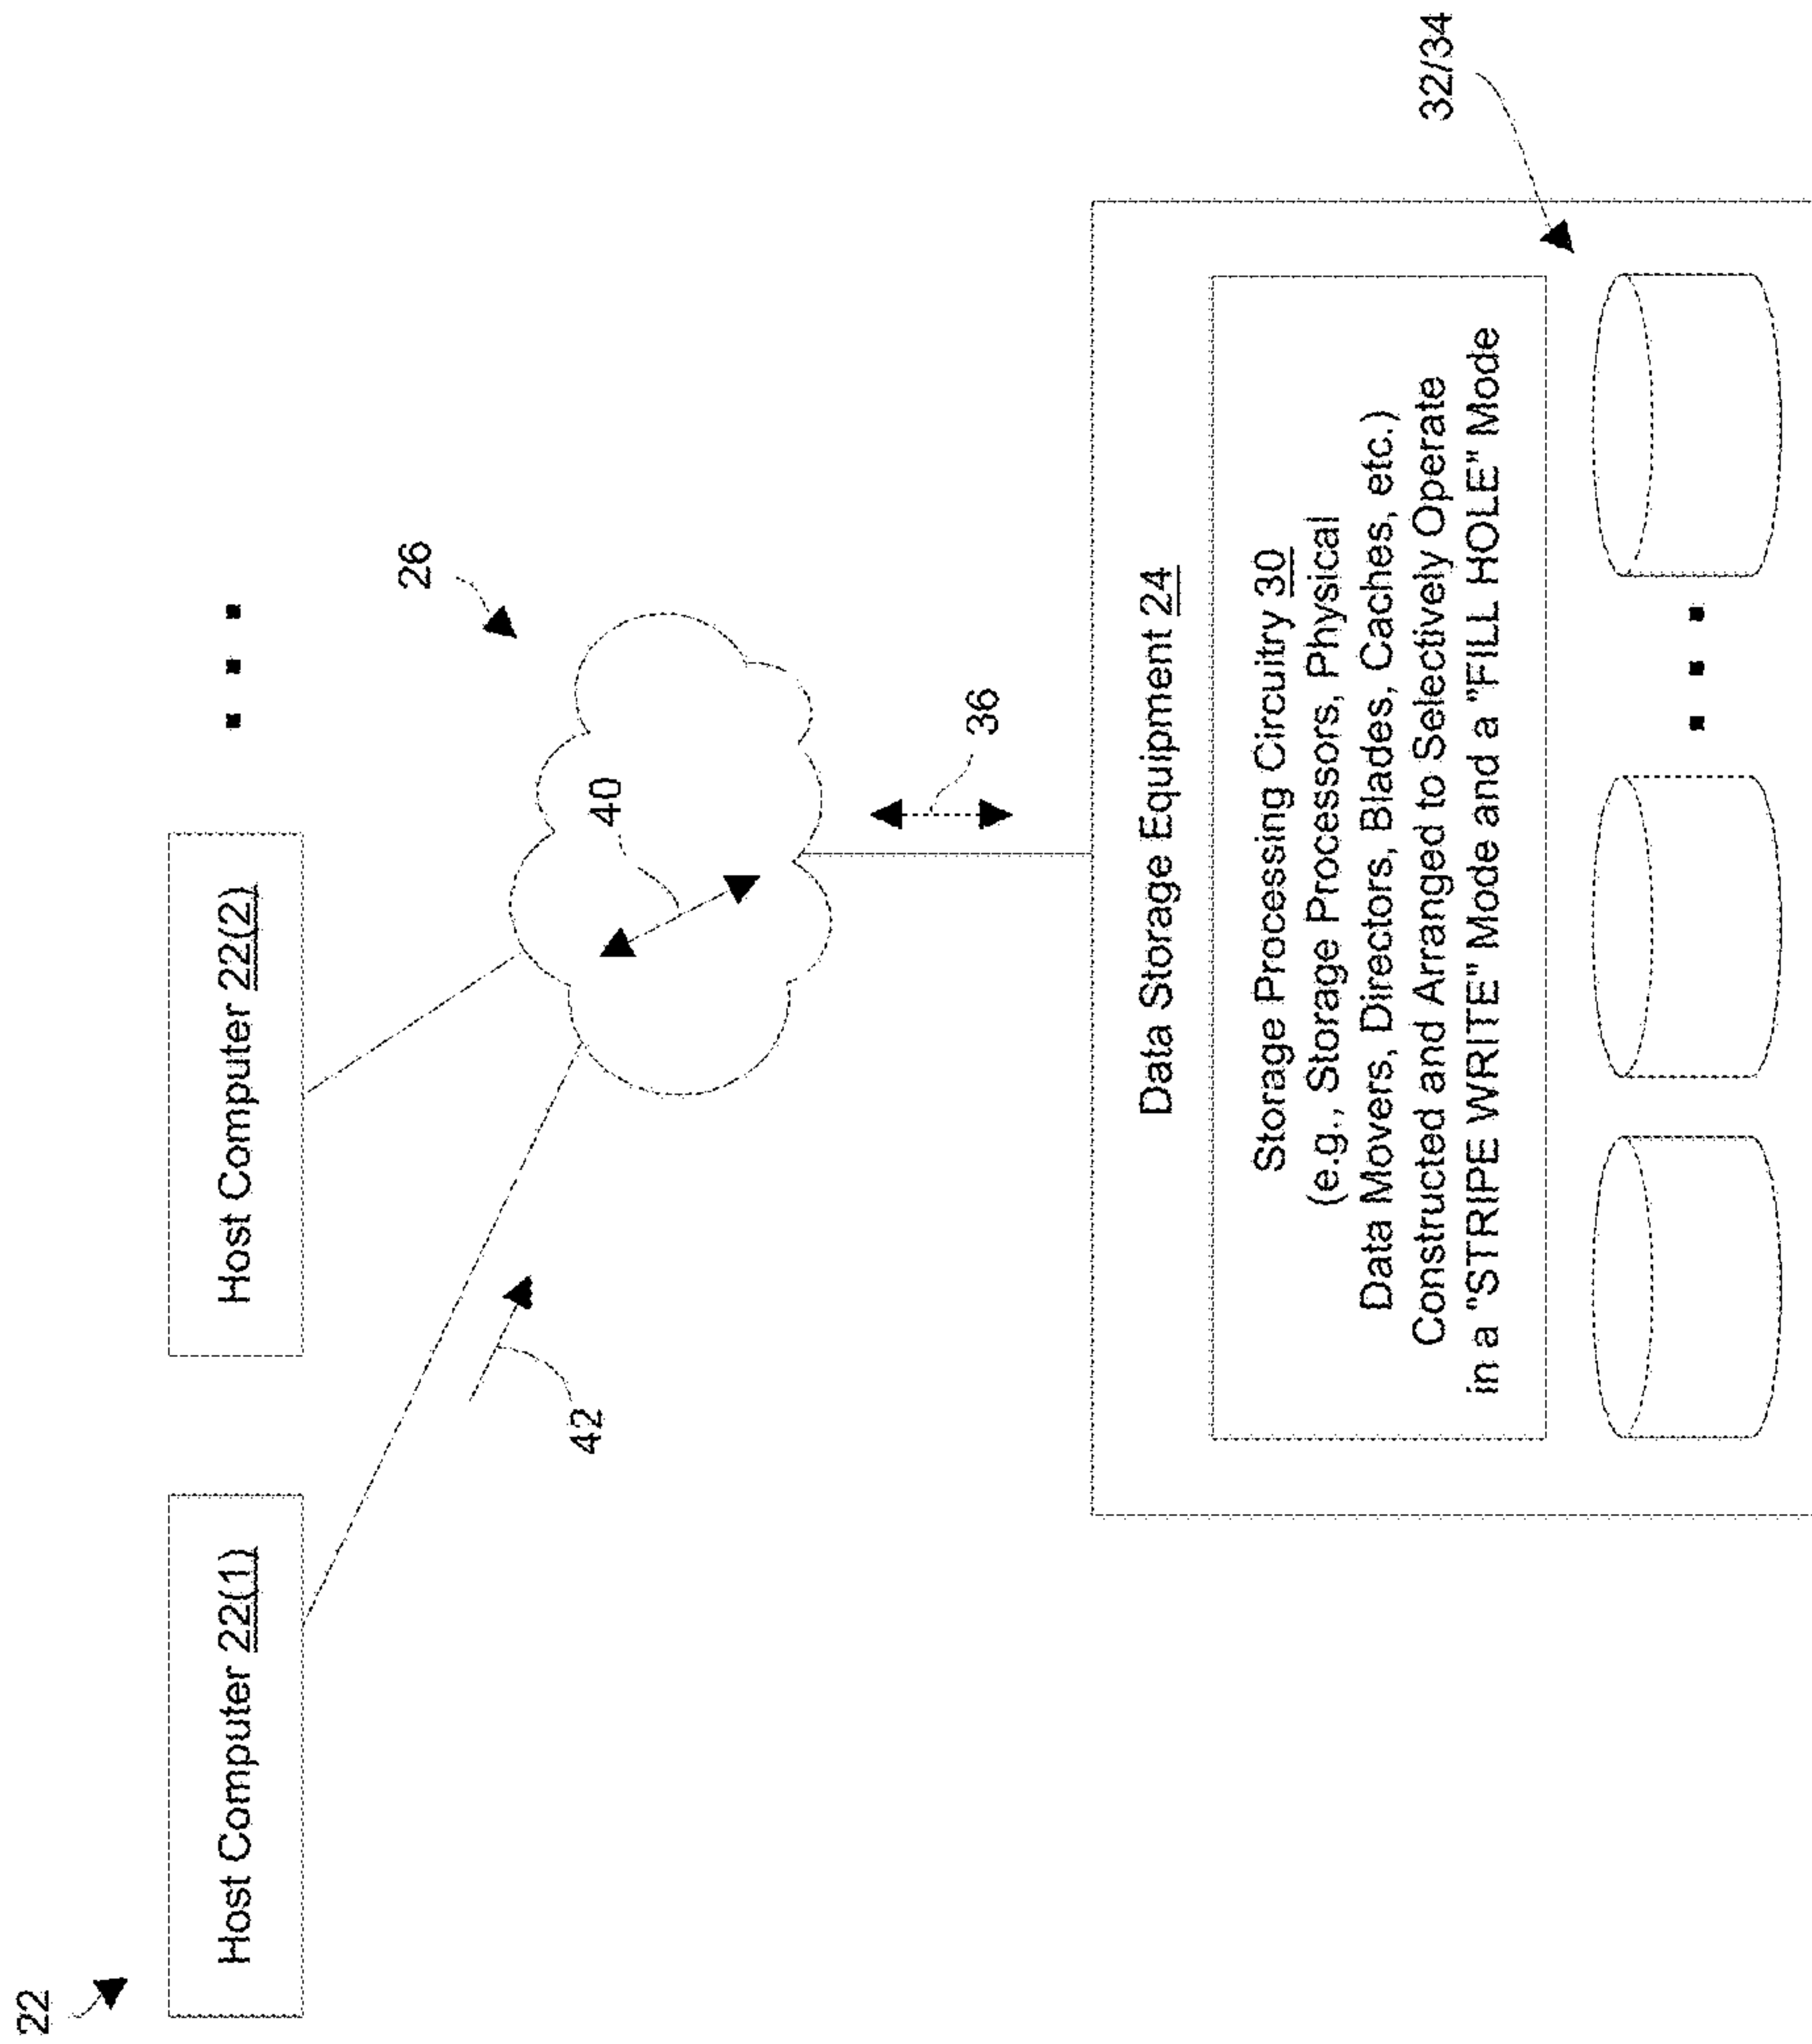 22
Host Computer 22(1)
Host Computer 22(2)
26
40
42
36
Data Storage Equipment 24
Storage Processing Circuitry 30
(e.g., Storage Processors, Physical
Data Movers, Directors, Blades, Caches, etc.)
Constructed and Arranged to Selectively Operate
in a "STRIPE WRITE" Mode and a "FILL HOLE" Mode
32/34